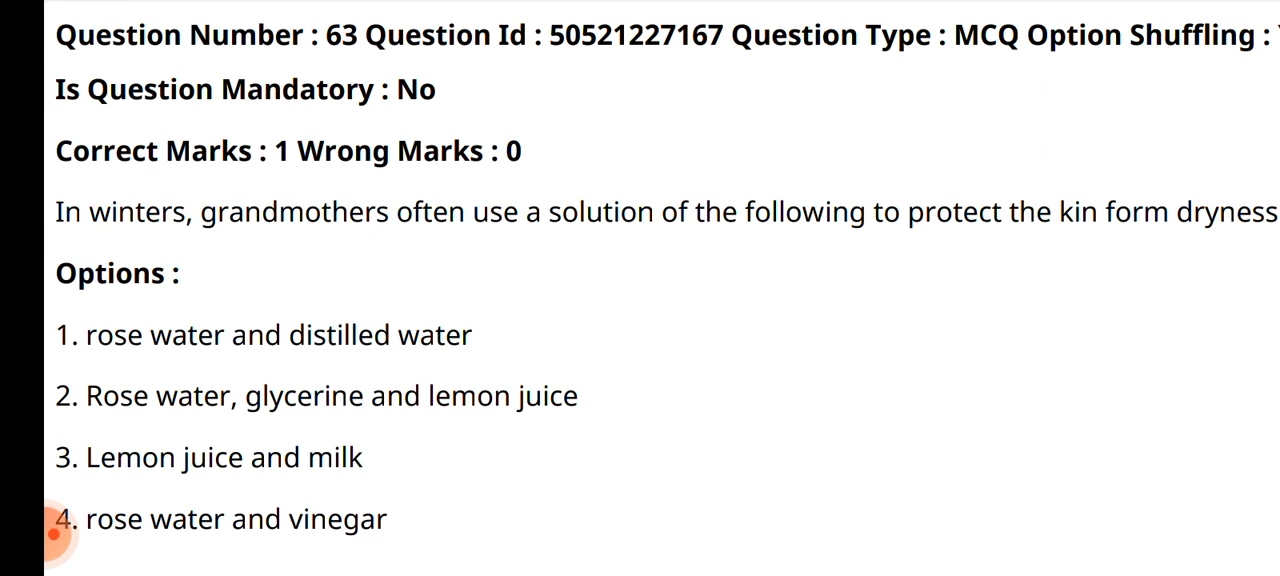 Question Number : 63 Question Id : 50521227167 Question Type : MCQ Option Shuffling :
Is Question Mandatory : No
Correct Marks : 1 Wrong Marks : 0
In winters, grandmothers often use a solution of the following to protect the kin form dryness
Options :
1. rose water and distilled water
2. Rose water, glycerine and lemon juice
3. Lemon juice and milk
4. rose water and vinegar